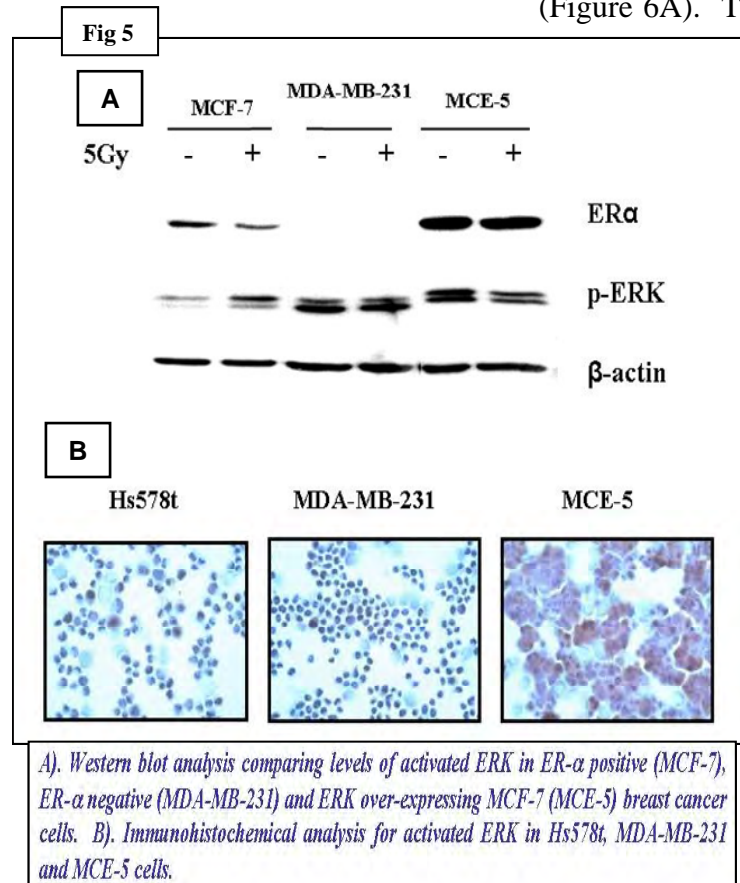 (Figure 6A). T
Fig 5
A
MCF-7 MDA-MB-231 MCE-5
5Gy - + - + - +
ERα
p-ERK
β-actin
B
Hs578t MDA-MB-231 MCE-5
A). Western blot analysis comparing levels of activated ERK in ER-α positive (MCF-7),
ER-α negative (MDA-MB-231) and ERK over-expressing MCF-7 (MCE-5) breast cancer
cells. B). Immunohistochemical analysis for activated ERK in Hs578t, MDA-MB-231
and MCE-5 cells.